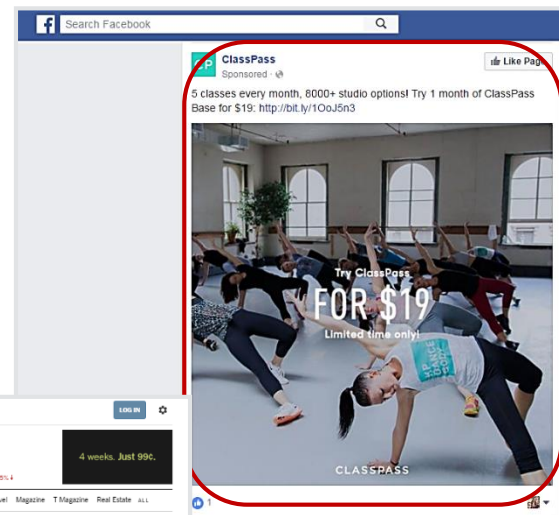 Search Facebook
ClassPass
Like Page
Sponsored ·
5 classes every month, 8000+ studio options! Try 1 month of ClassPass
Base for $19: http://bit.ly/1OoJ5n3
Try ClassPass
FOR $19
Limited time only!
CLASSPASS
1
LOG IN
4 weeks. Just 99¢.
Magazine T Magazine Real Estate ALL